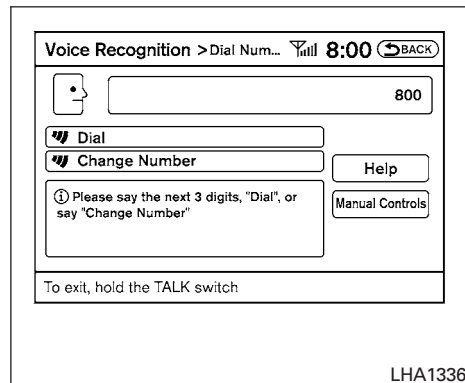 Voice Recognition > Dial Num... 8:00 BACK
800
Dial
Change Number
Help
Please say the next 3 digits, "Dial", or
say "Change Number"
Manual Controls
To exit, hold the TALK switch
LHA1336